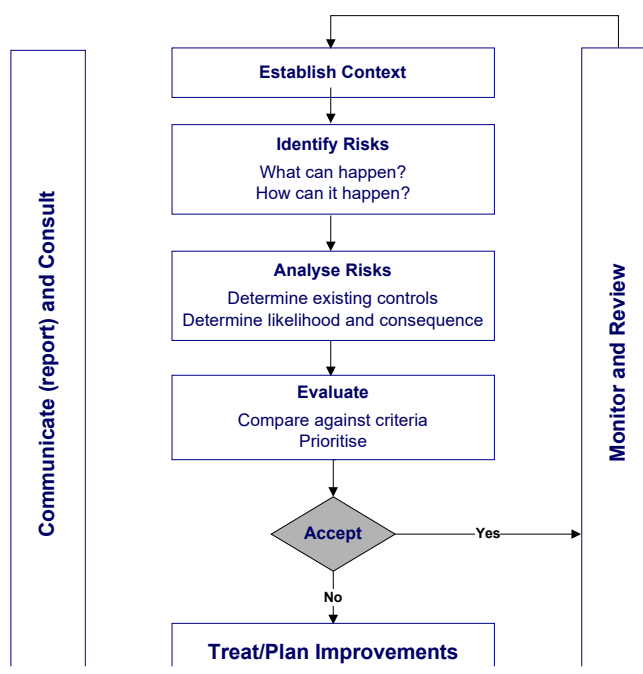 Establish Context
Identify Risks
What can happen?
How can it happen?
Analyse Risks
Determine existing controls
Determine likelihood and consequence
Evaluate
Compare against criteria
Prioritise
Accept
Yes
No
Treat/Plan Improvements
Communicate (report) and Consult
Monitor and Review